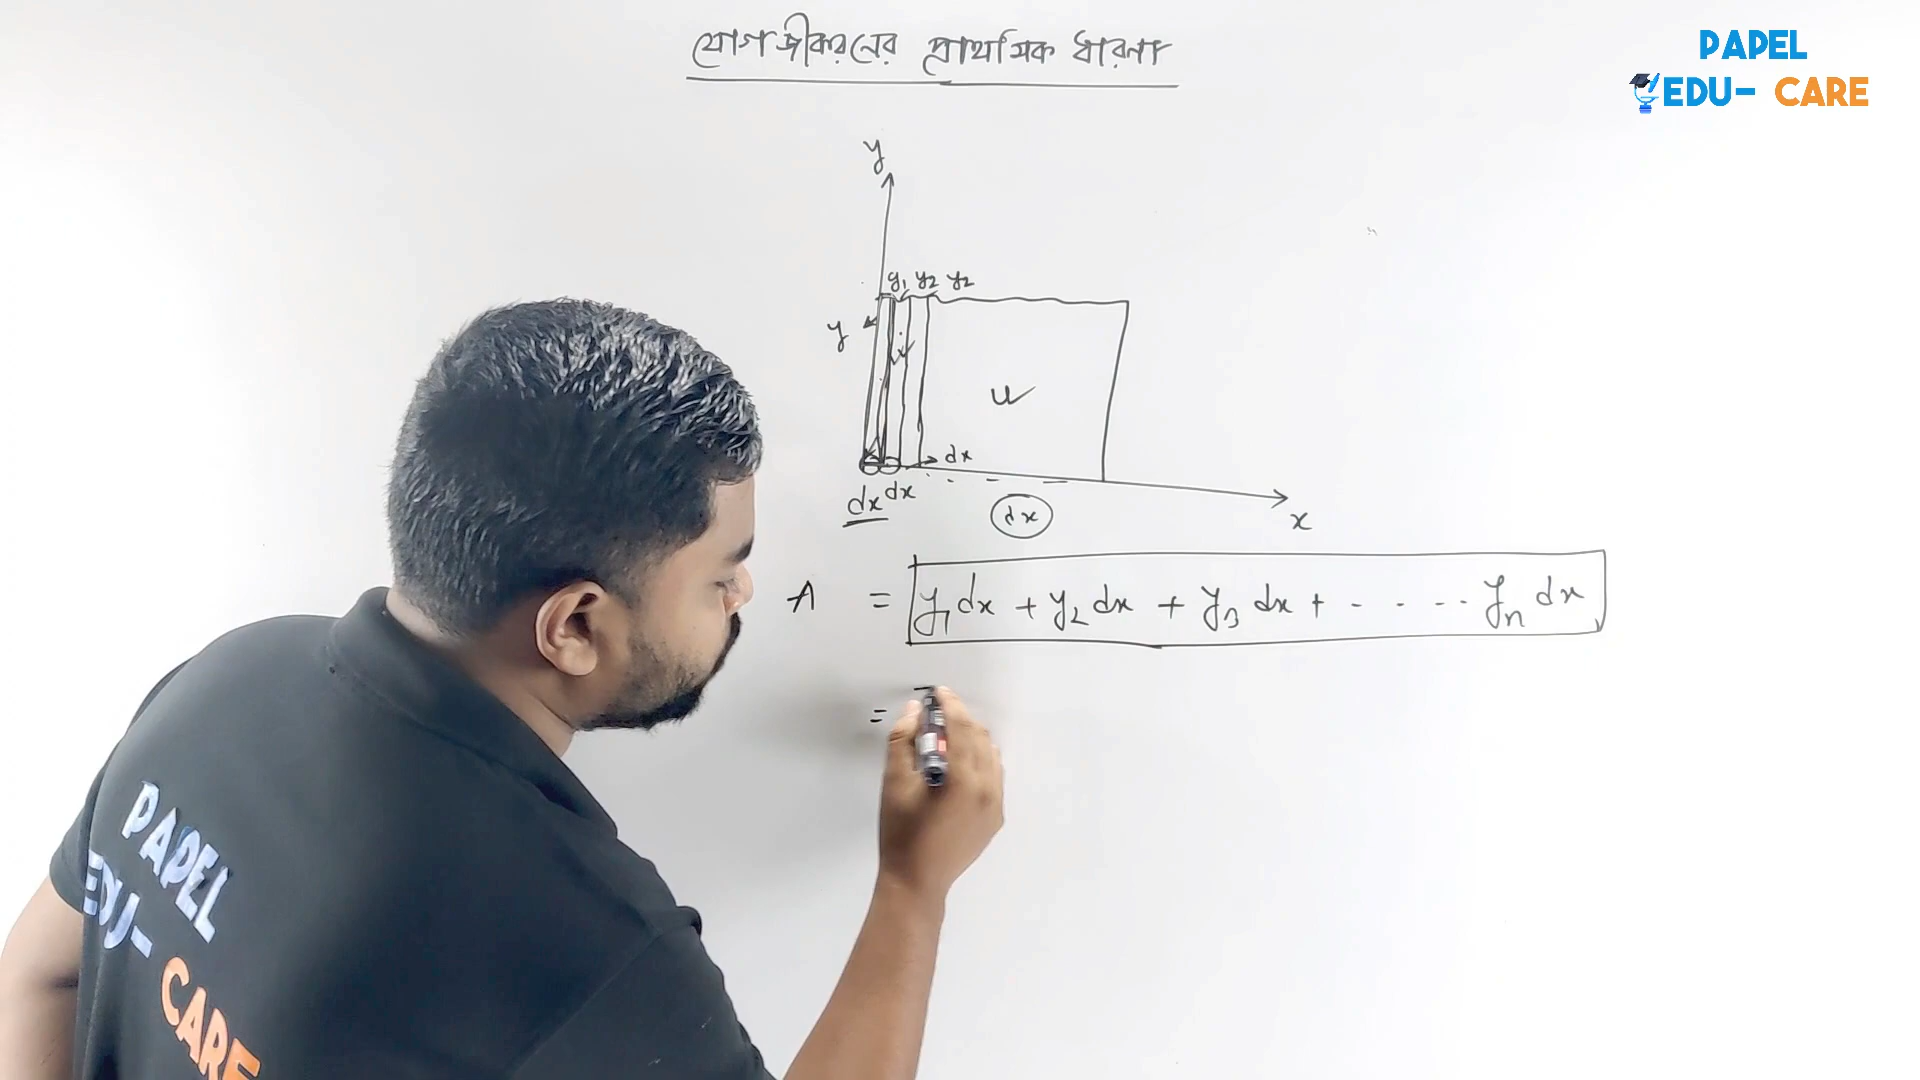 যোগজীকরনের প্রাথমিক ধারনা
PAPEL
EDU- CARE
y
y₁ y₂ y₂
y
dx
dx dx
dx
x
A = y₁dx + y₂dx + y₃dx + - - - - yₙdx
=
PAPEL
EDU-
CARE